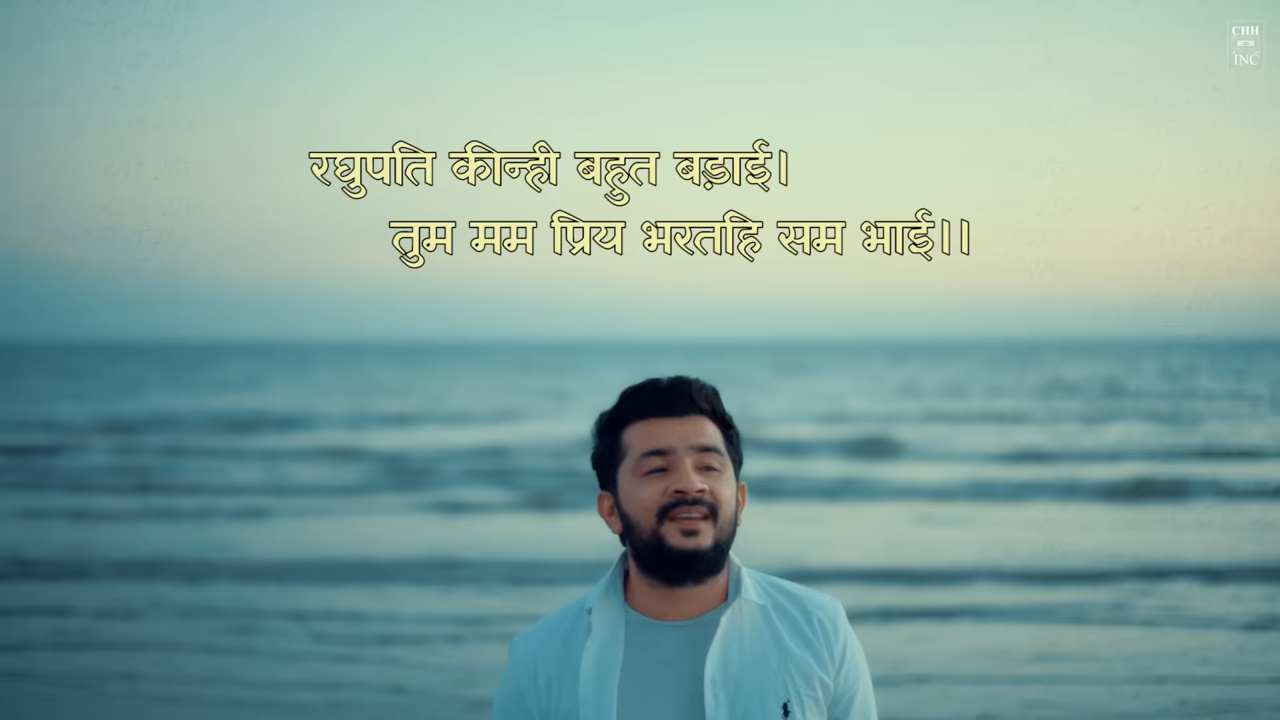 रघुपति कीन्ही बहुत बड़ाई।
तुम मम प्रिय भरतहि सम भाई।।
CHH
INC